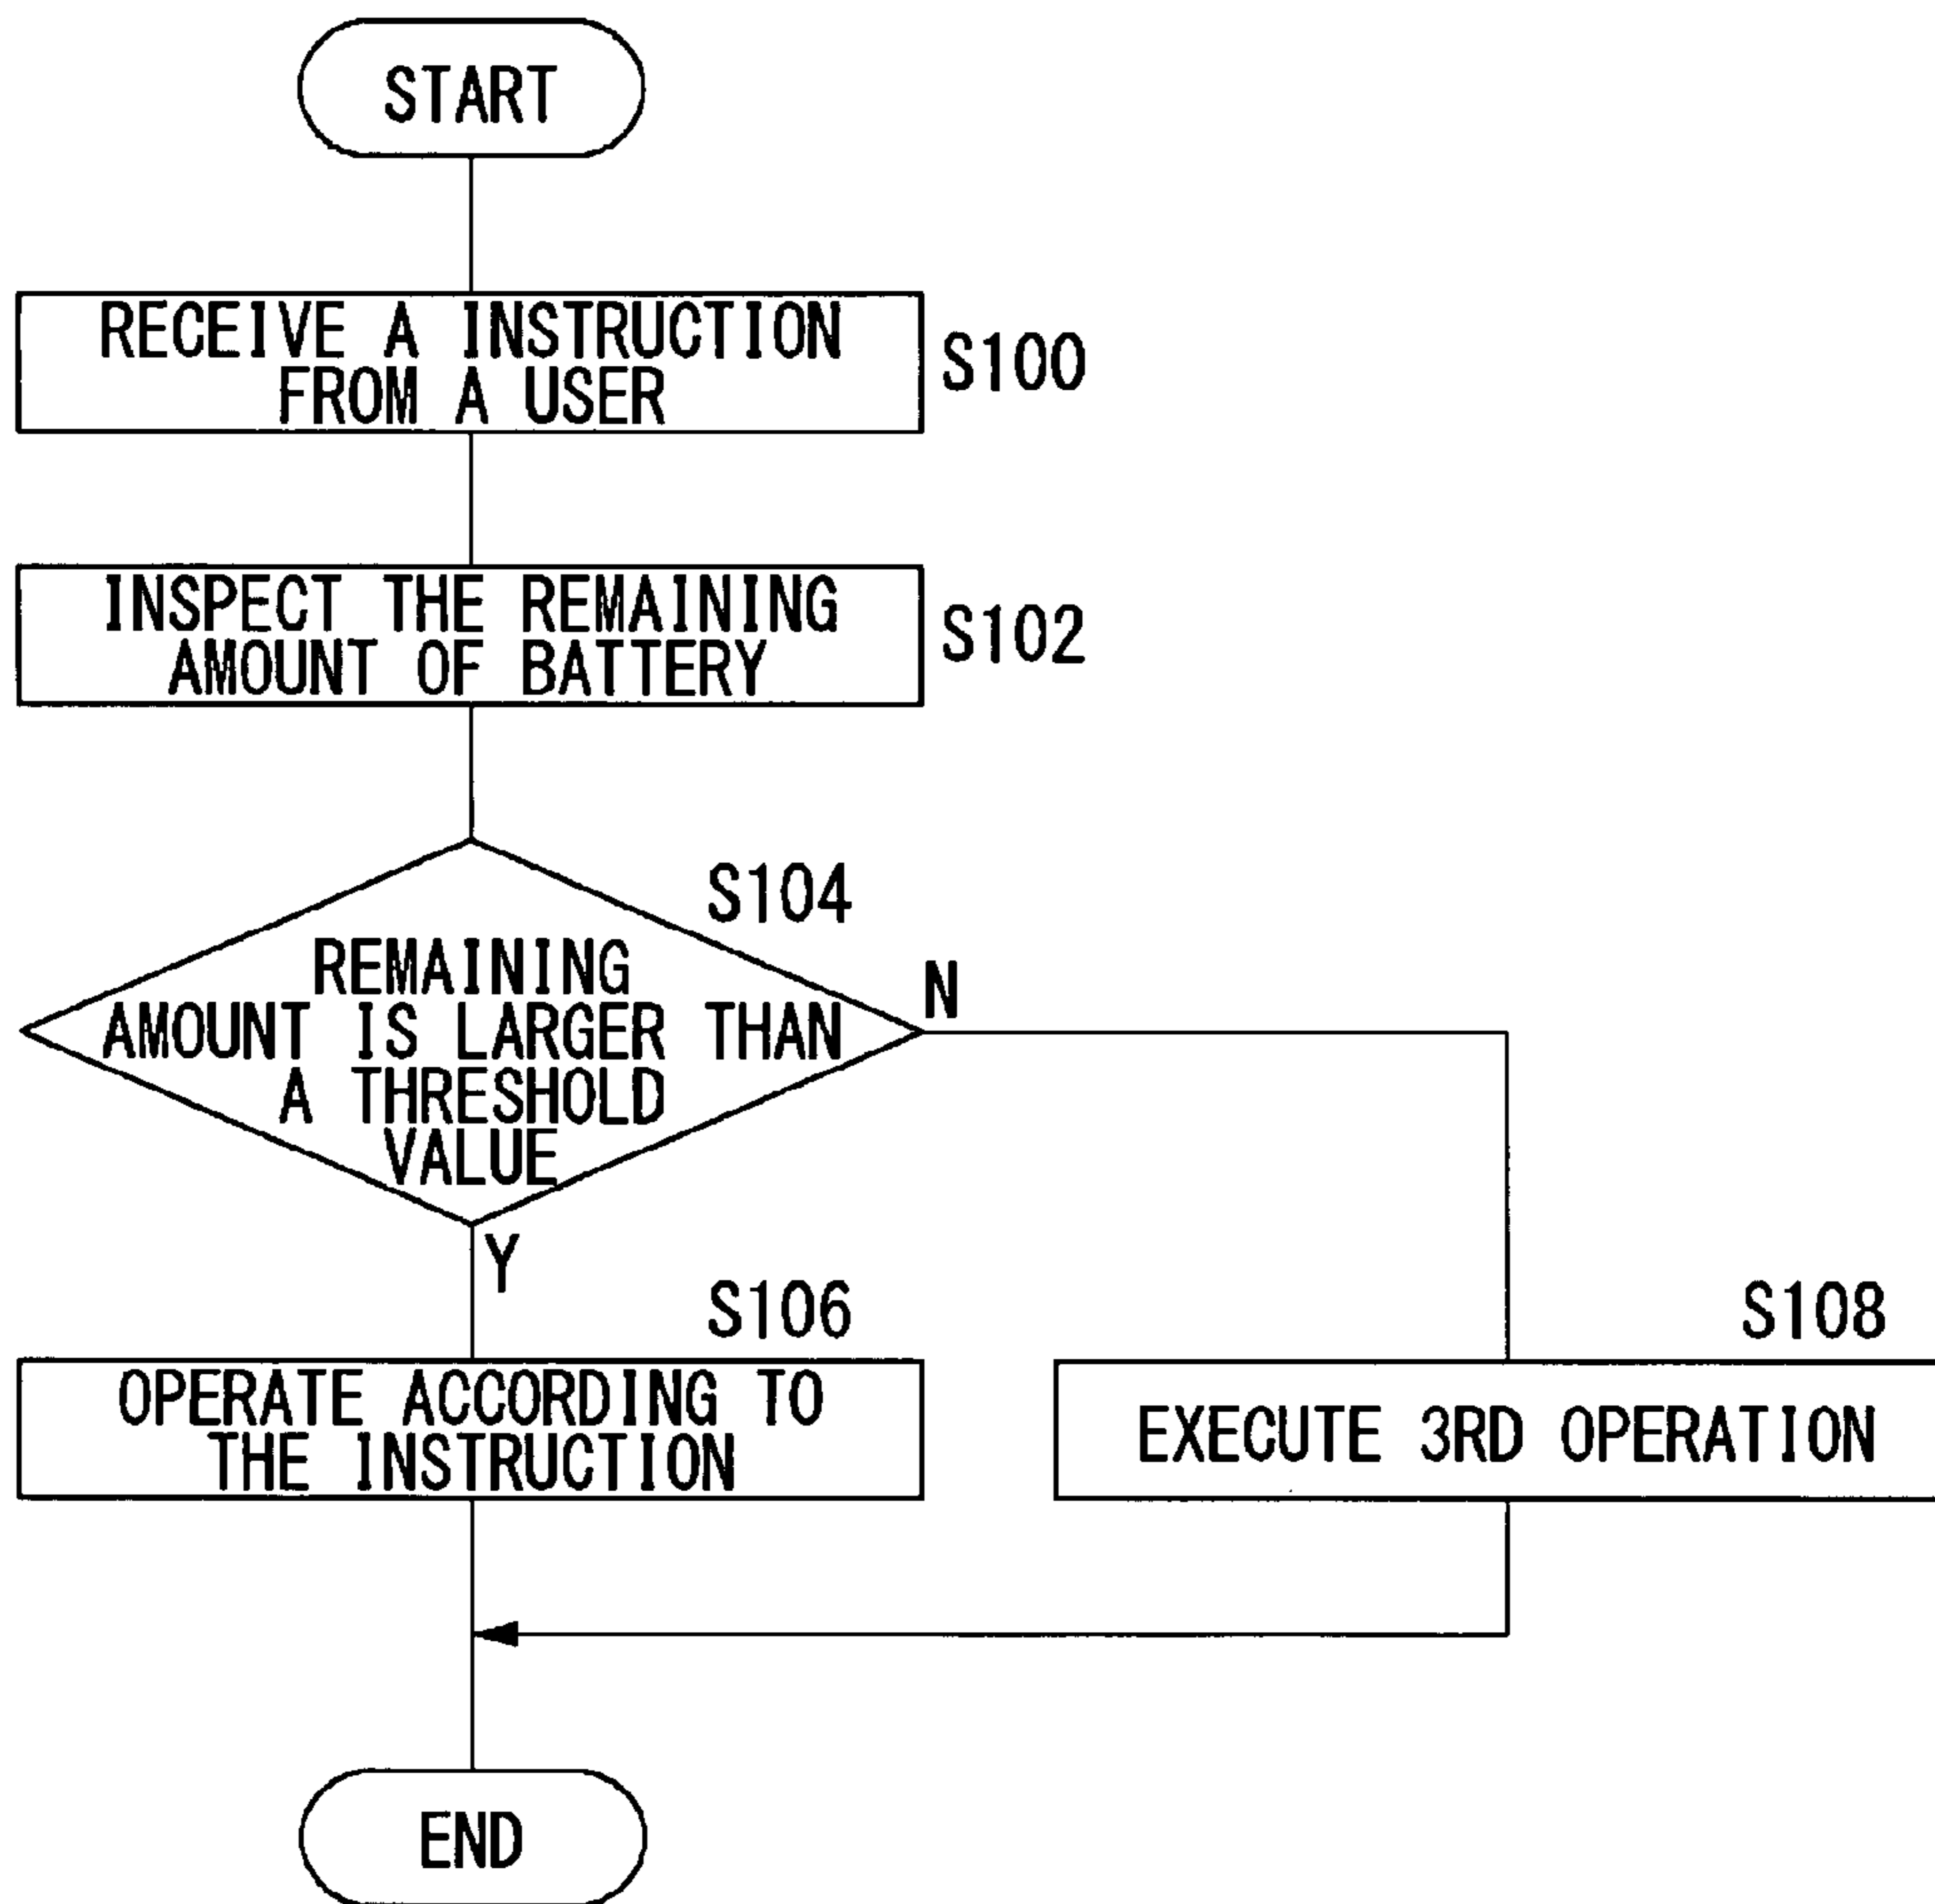 START
RECEIVE A INSTRUCTION
FROM A USER
S100
INSPECT THE REMAINING
AMOUNT OF BATTERY
S102
S104
REMAINING
AMOUNT IS LARGER THAN
A THRESHOLD
VALUE
N
Y
S106
OPERATE ACCORDING TO
THE INSTRUCTION
S108
EXECUTE 3RD OPERATION
END